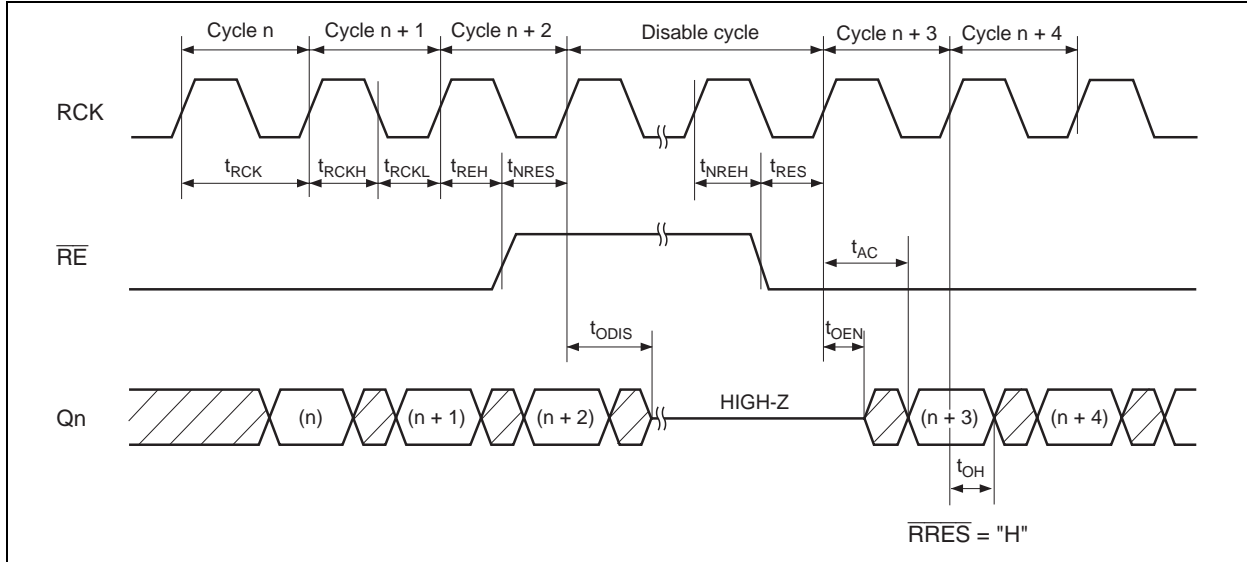 Cycle n Cycle n + 1 Cycle n + 2 Disable cycle Cycle n + 3 Cycle n + 4
RCK
tRCK tRCKH tRCKL tREH tNRES tNREH tRES
RE
tAC
tODIS tOEN
Qn (n) (n + 1) (n + 2) HIGH-Z (n + 3) (n + 4)
tOH
RRES = "H"